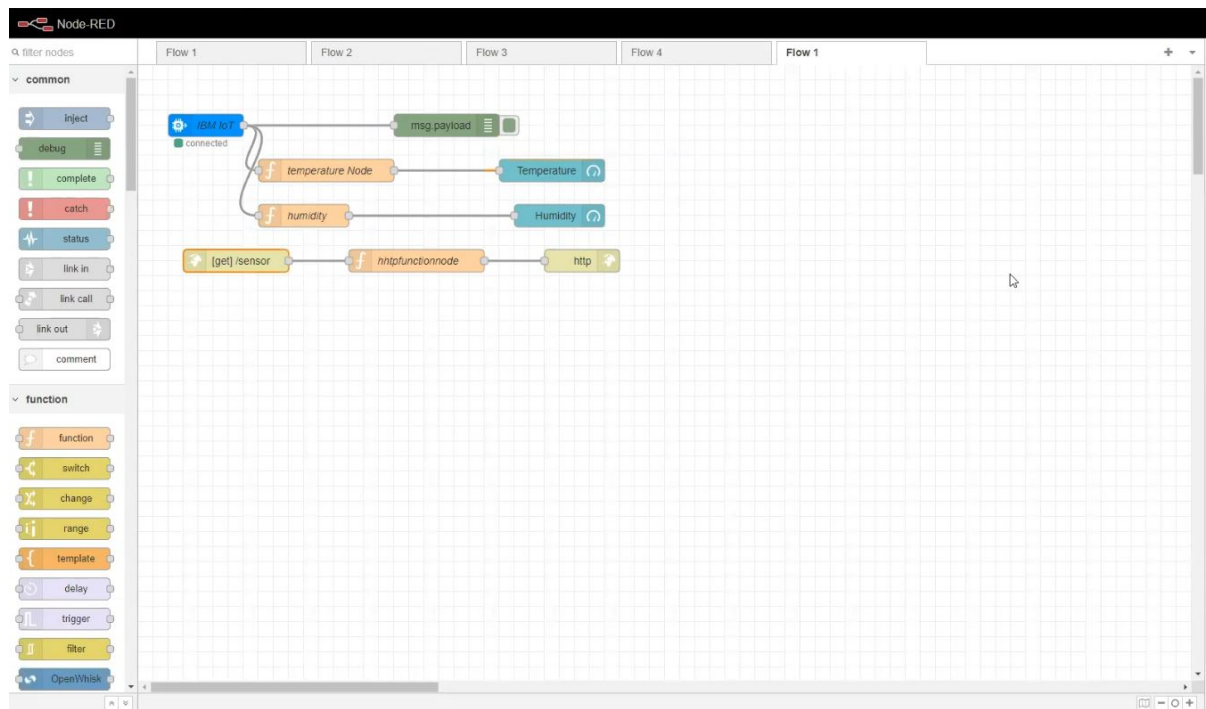 Node-RED
filter nodes
Flow 1
Flow 2
Flow 3
Flow 4
Flow 1
common
inject
debug
complete
catch
status
link in
link call
link out
comment
function
function
switch
change
range
template
delay
trigger
filter
OpenWhisk
IBM IoT
connected
msg.payload
temperature Node
Temperature
humidity
Humidity
[get] /sensor
hhtpfunctionnode
http